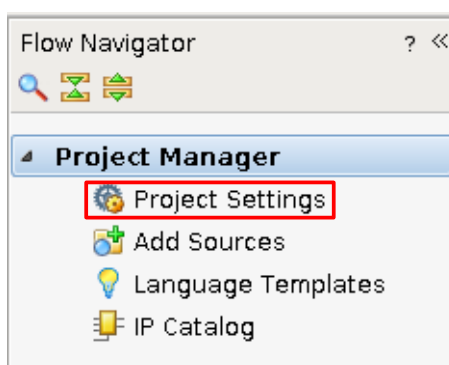 Flow Navigator ? «
Project Manager
Project Settings
Add Sources
Language Templates
IP Catalog